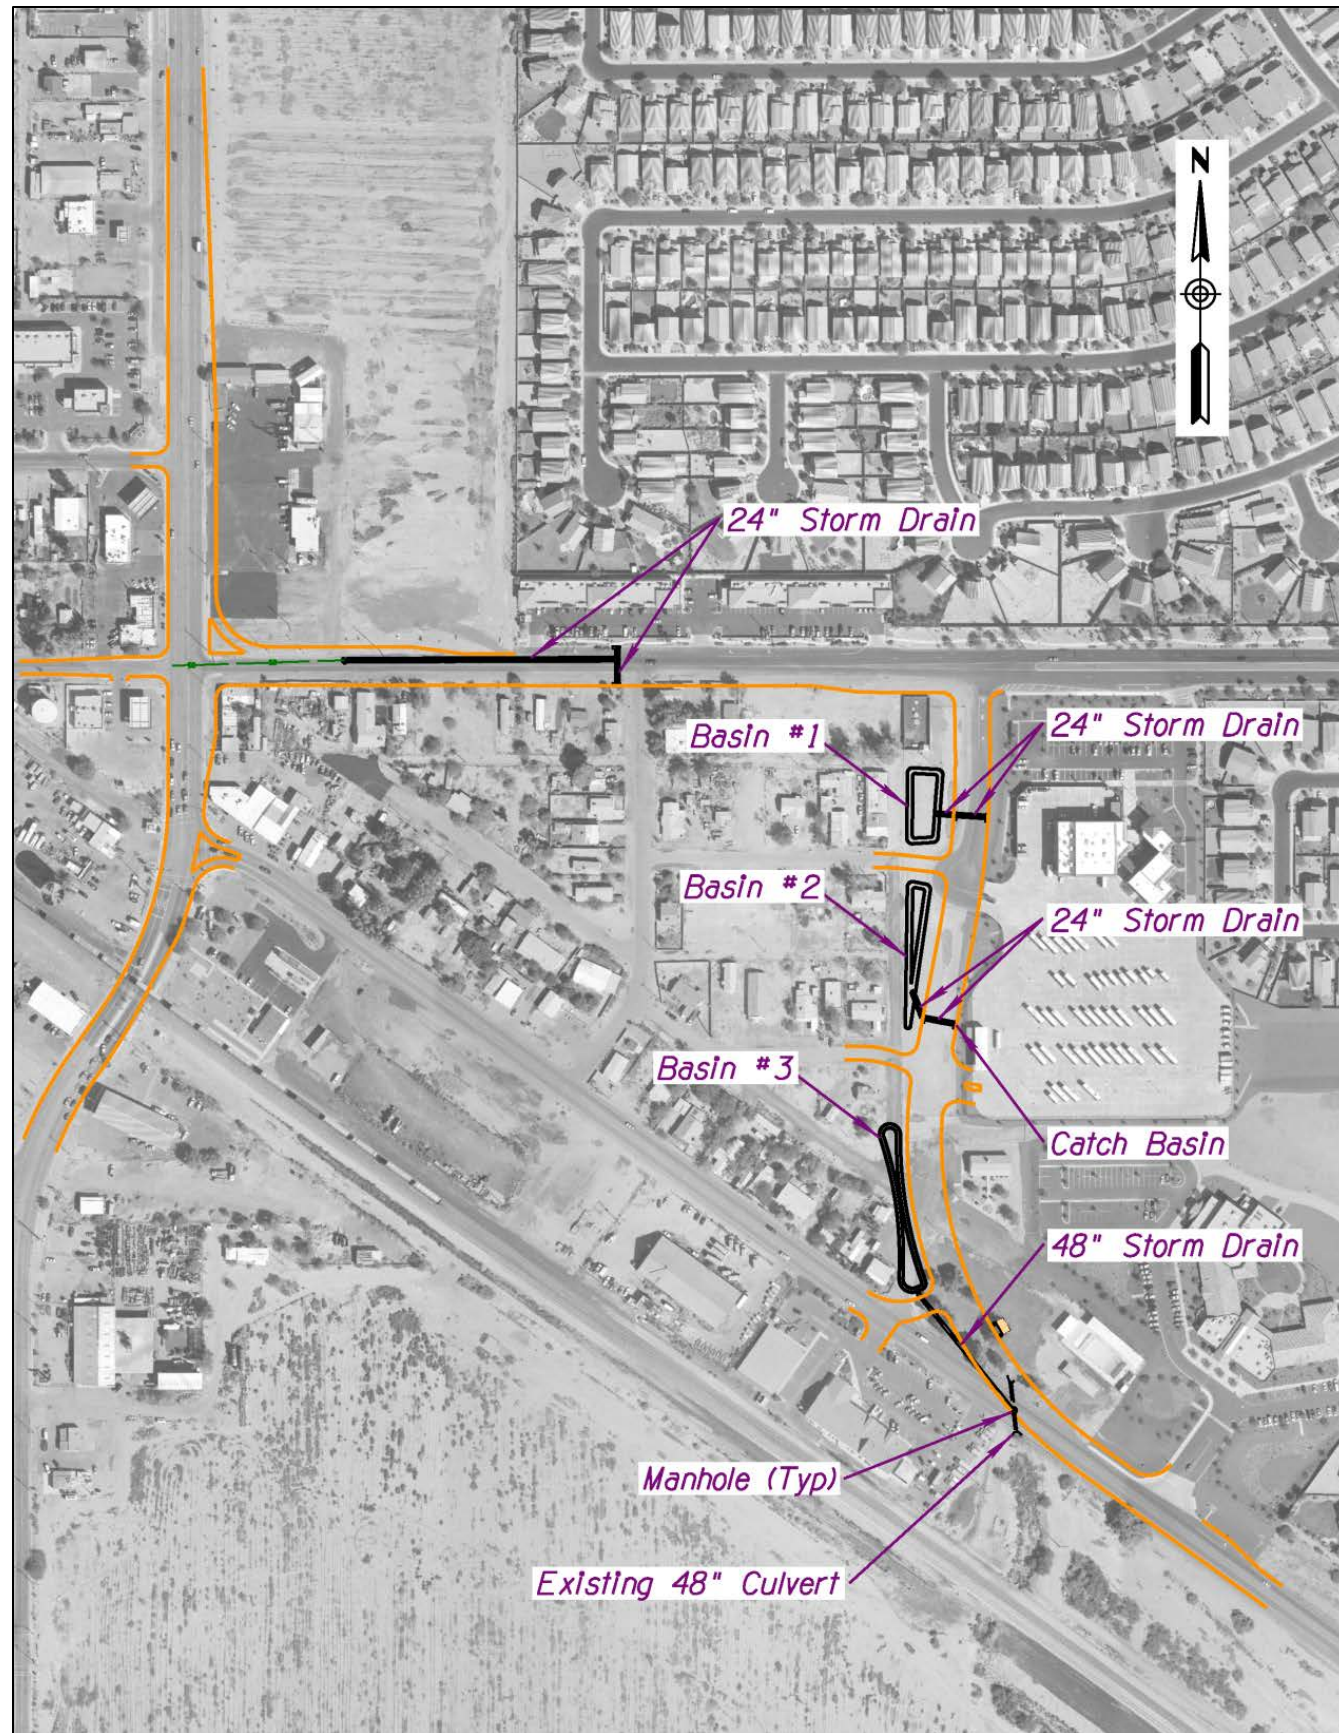 N
24" Storm Drain
Basin #1
24" Storm Drain
Basin #2
24" Storm Drain
Basin #3
Catch Basin
48" Storm Drain
Manhole (Typ)
Existing 48" Culvert